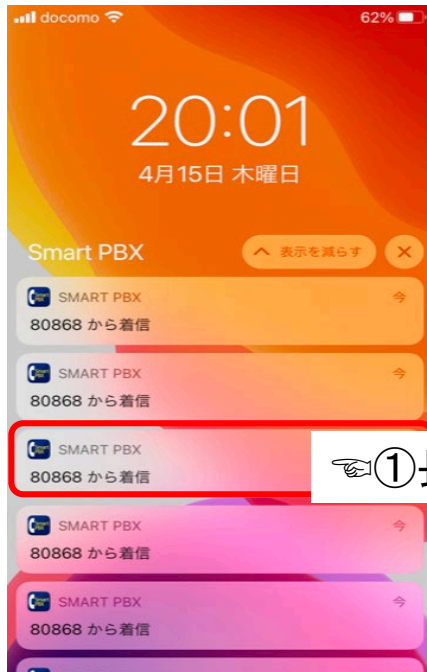 docomo 62%
20:01
4月15日 木曜日
Smart PBX 表示を減らす
SMART PBX 今
80868 から着信
SMART PBX 今
80868 から着信
SMART PBX
80868 から着信
☜①
SMART PBX 今
80868 から着信
SMART PBX 今
80868 から着信